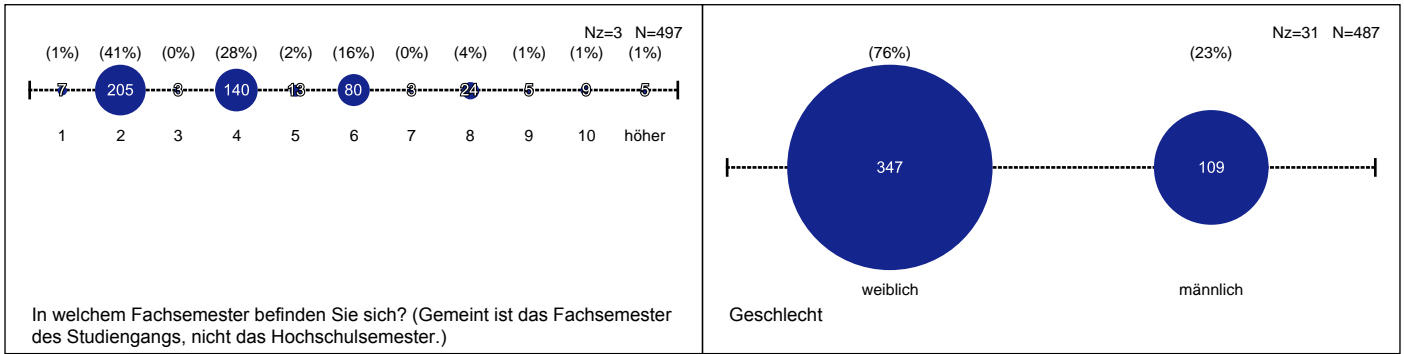 Nz=3 N=497
(1%) (41%) (0%) (28%) (2%) (16%) (0%) (4%) (1%) (1%) (1%)
7 205 3 140 13 80 3 24 5 9 5
1 2 3 4 5 6 7 8 9 10 höher
In welchem Fachsemester befinden Sie sich? (Gemeint ist das Fachsemester
des Studiengangs, nicht das Hochschulsemester.)
Nz=31 N=487
(76%) (23%)
347 109
weiblich männlich
Geschlecht